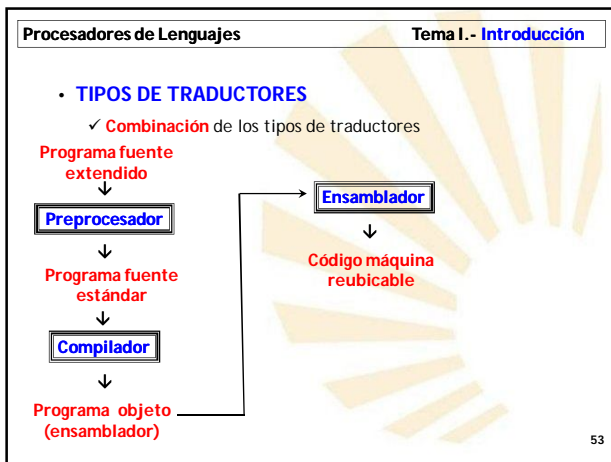 Procesadores de Lenguajes Tema I.- Introducción
• TIPOS DE TRADUCTORES
✓ Combinación de los tipos de traductores
Programa fuente
extendido
Preprocesador
Programa fuente
estándar
Compilador
Programa objeto
(ensamblador)
Ensamblador
Código máquina
reubicable
53